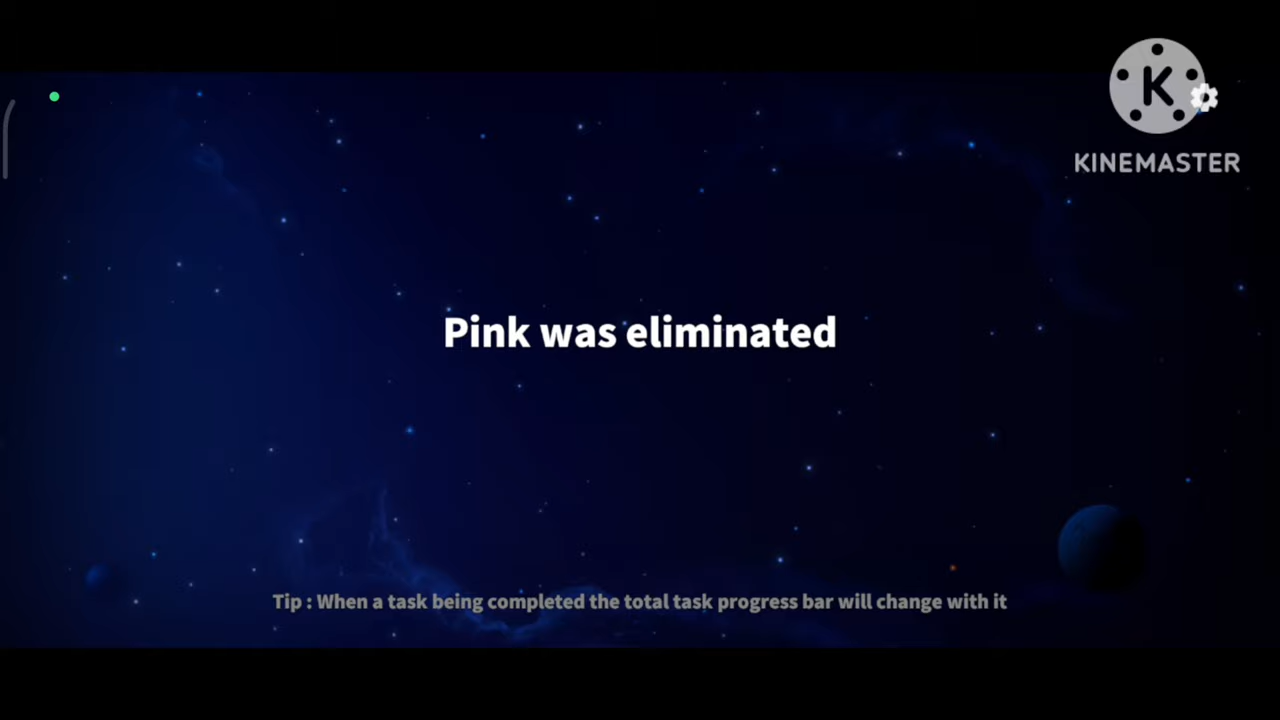 K
KINEMASTER
Pink was eliminated
Tip : When a task being completed the total task progress bar will change with it